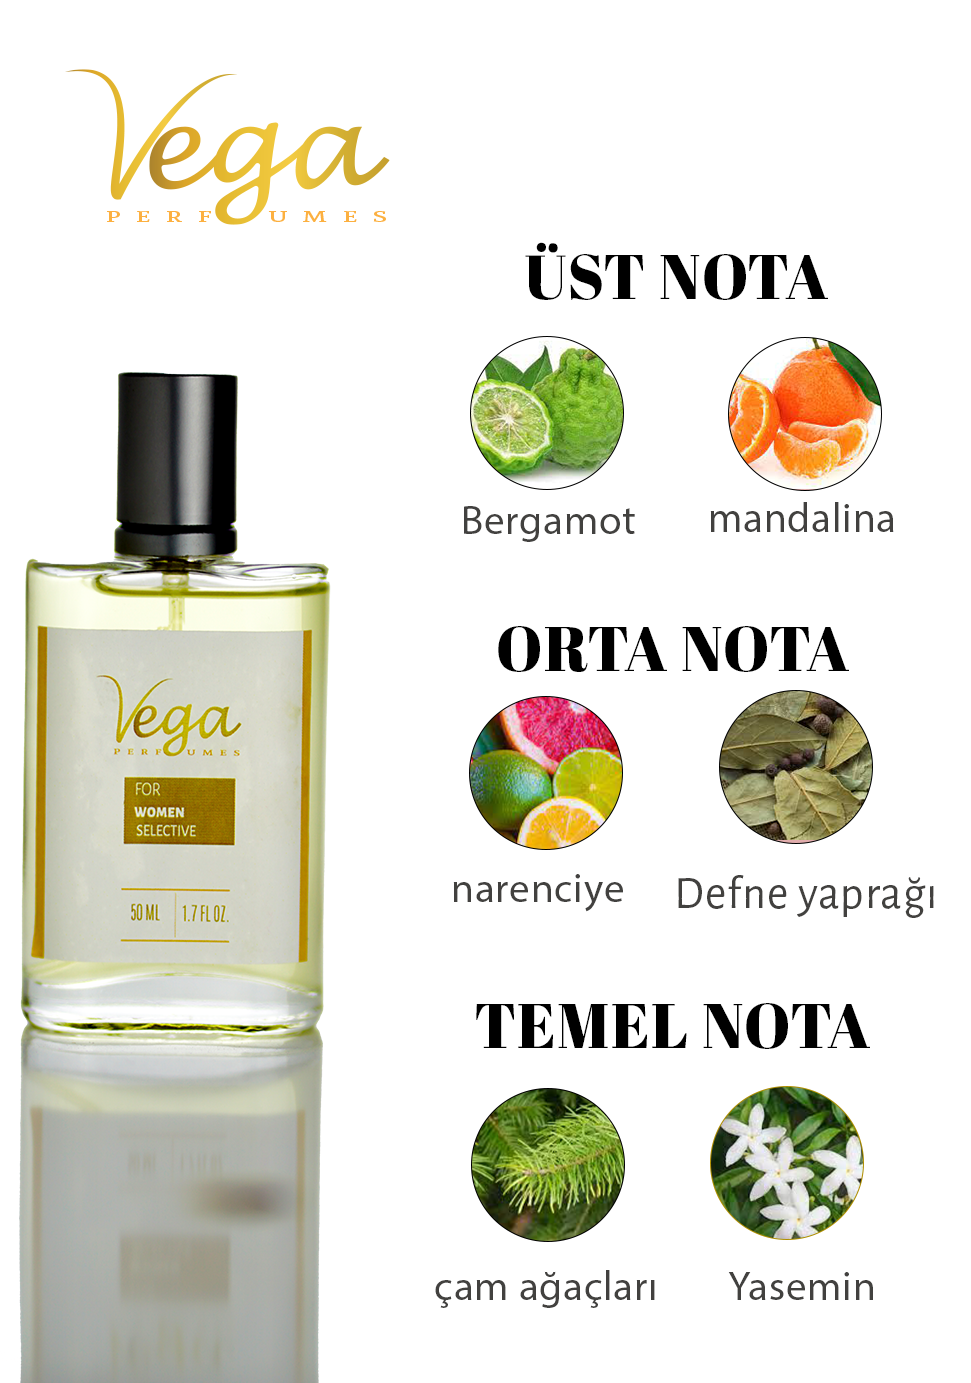 Vega
PERFUMES
ÜST NOTA
Bergamot
mandalina
ORTA NOTA
narenciye
Defne yaprağı
TEMEL NOTA
çam ağaçları
Yasemin
Vega
PERFUMES
FOR
WOMEN
SELECTIVE
50 ML
1.7 FL OZ.